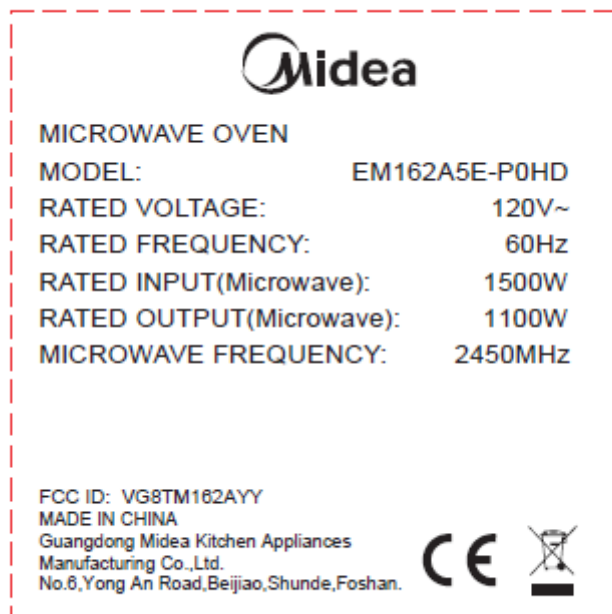 Midea
MICROWAVE OVEN
MODEL: EM162A5E-P0HD
RATED VOLTAGE: 120V~
RATED FREQUENCY: 60Hz
RATED INPUT(Microwave): 1500W
RATED OUTPUT(Microwave): 1100W
MICROWAVE FREQUENCY: 2450MHz
FCC ID: VG8TM162AYY
MADE IN CHINA
Guangdong Midea Kitchen Appliances
Manufacturing Co.,Ltd.
No.6,Yong An Road,Beijiao,Shunde,Foshan.
CE